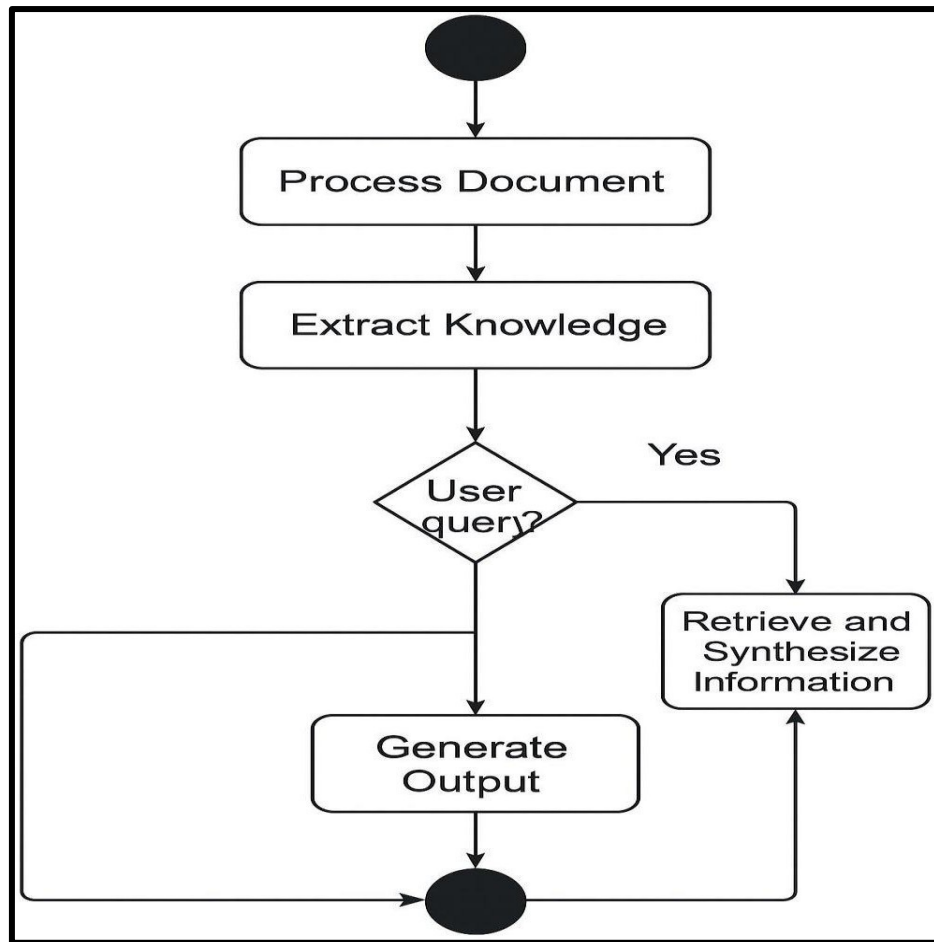 Process Document
Extract Knowledge
Yes
User
query?
Retrieve and
Synthesize
Information
Generate
Output